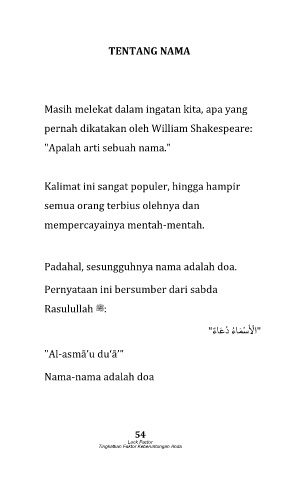 TENTANG NAMA
Masih melekat dalam ingatan kita, apa yang
pernah dikatakan oleh William Shakespeare:
"Apalah arti sebuah nama."
Kalimat ini sangat populer, hingga hampir
semua orang terbius olehnya dan
mempercayainya mentah-mentah.
Padahal, sesungguhnya nama adalah doa.
Pernyataan ini bersumber dari sabda
Rasulullah ﷺ:
"الْأَسْمَاءُ دُعَاءٌ"
"Al-asmā’u du‘ā’"
Nama-nama adalah doa
54
Luck Factor
Tingkatkan Faktor Keberuntungan Anda